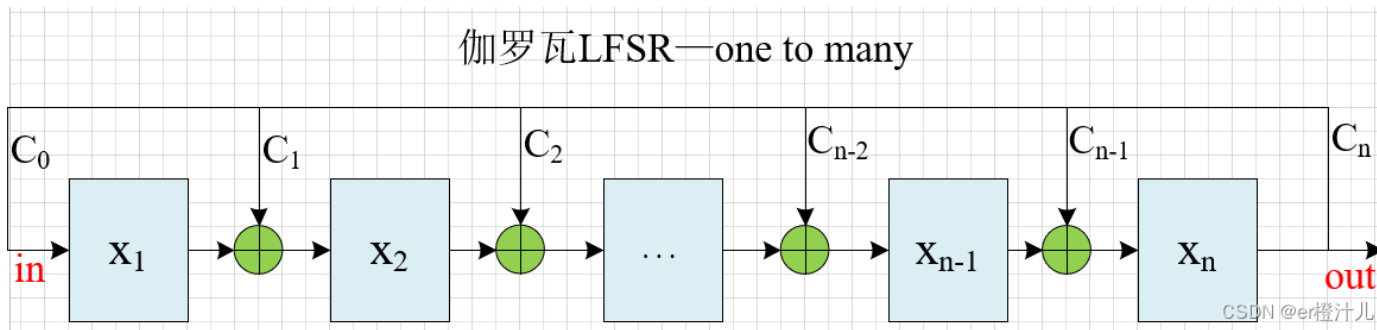 伽罗瓦LFSR—one to many
C₀ C₁ C₂ Cₙ₋₂ Cₙ₋₁ Cₙ
x₁ x₂ ... xₙ₋₁ xₙ
in out
CSDN @er橙汁儿